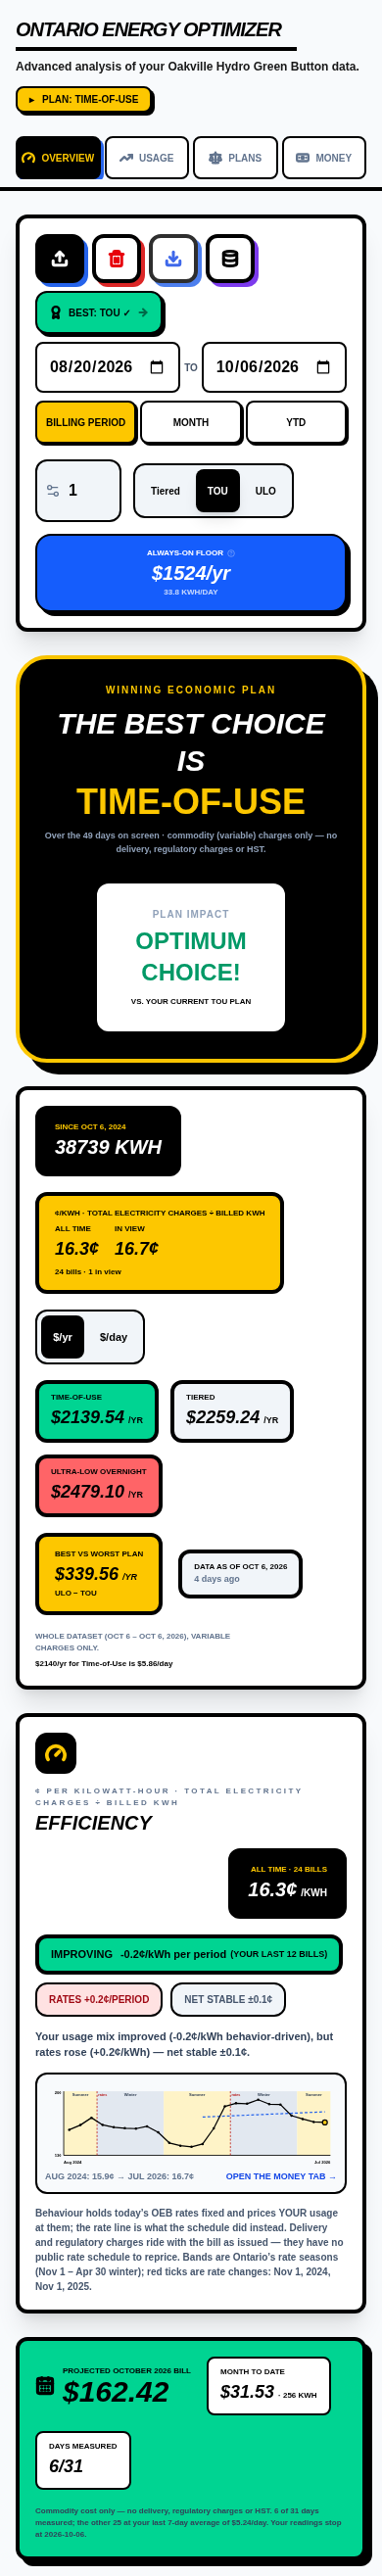 ONTARIO ENERGY OPTIMIZER
Advanced analysis of your Oakville Hydro Green Button data.
► PLAN: TIME-OF-USE
OVERVIEW
USAGE
PLANS
MONEY
BEST: TOU ✓ →
08/20/2026
TO
10/06/2026
BILLING PERIOD
MONTH
YTD
1
Tiered
TOU
ULO
ALWAYS-ON FLOOR
$1524/yr
33.8 KWH/DAY
WINNING ECONOMIC PLAN
THE BEST CHOICE
IS
TIME-OF-USE
Over the 49 days on screen · commodity (variable) charges only — no
delivery, regulatory charges or HST.
PLAN IMPACT
OPTIMUM
CHOICE!
VS. YOUR CURRENT TOU PLAN
SINCE OCT 6, 2024
38739 KWH
¢/KWH · TOTAL ELECTRICITY CHARGES ÷ BILLED KWH
ALL TIME
IN VIEW
16.3¢
16.7¢
24 bills · 1 in view
$/yr
$/day
TIME-OF-USE
$2139.54 /YR
TIERED
$2259.24 /YR
ULTRA-LOW OVERNIGHT
$2479.10 /YR
BEST VS WORST PLAN
$339.56 /YR
ULO − TOU
DATA AS OF OCT 6, 2026
4 days ago
WHOLE DATASET (OCT 6 – OCT 6, 2026), VARIABLE
CHARGES ONLY.
$2140/yr for Time-of-Use is $5.86/day
¢ PER KILOWATT-HOUR · TOTAL ELECTRICITY
CHARGES ÷ BILLED KWH
EFFICIENCY
ALL TIME · 24 BILLS
16.3¢ /KWH
IMPROVING -0.2¢/kWh per period (YOUR LAST 12 BILLS)
RATES +0.2¢/PERIOD
NET STABLE ±0.1¢
Your usage mix improved (-0.2¢/kWh behavior-driven), but
rates rose (+0.2¢/kWh) — net stable ±0.1¢.
Summer
rates
Winter
Summer
rates
Winter
Summer
Aug 2024
Jul 2026
AUG 2024: 15.9¢ → JUL 2026: 16.7¢
OPEN THE MONEY TAB →
Behaviour holds today's OEB rates fixed and prices YOUR usage
at them; the rate line is what the schedule did instead. Delivery
and regulatory charges ride with the bill as issued — they have no
public rate schedule to reprice. Bands are Ontario's rate seasons
(Nov 1 – Apr 30 winter); red ticks are rate changes: Nov 1, 2024,
Nov 1, 2025.
PROJECTED OCTOBER 2026 BILL
$162.42
MONTH TO DATE
$31.53 · 256 KWH
DAYS MEASURED
6/31
Commodity cost only — no delivery, regulatory charges or HST. 6 of 31 days
measured; the other 25 at your last 7-day average of $5.24/day. Your readings stop
at 2026-10-06.